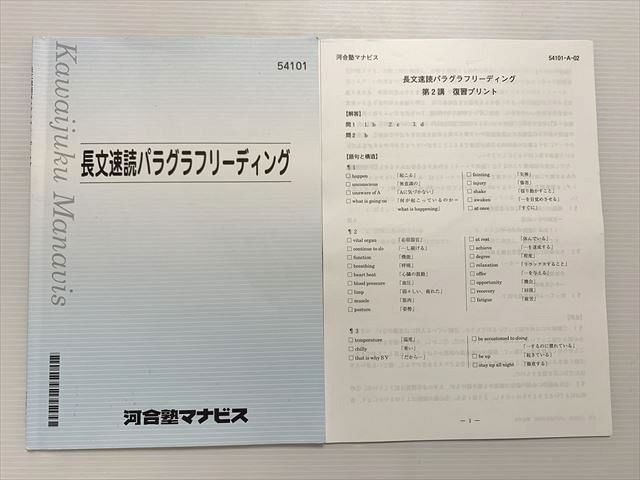 Kawaijuku Manavis
54101
長文速読パラグラフリーディング
河合塾マナビス
河合塾マナビス
54101-A-02
長文速読パラグラフリーディング
第2講 復習プリント
【解答】
問1 1. b 2. c 3. d
問2 b
【語句と構造】
¶1
□ happen 「起こる」
□ unconscious 「無意識の」
□ unaware of A 「Aに気づかない」
□ what is going on 「何が起こっているのか=
what is happening」
□ fainting 「失神」
□ injury 「傷害」
□ shake 「揺り動かすこと」
□ awaken 「~を目覚めさせる」
□ at once 「すぐに」
¶2
□ vital organ 「必須器官」
□ continue to do 「~し続ける」
□ function 「機能」
□ breathing 「呼吸」
□ heart beat 「心臓の鼓動」
□ blood pressure 「血圧」
□ limp 「弱々しい、疲れた」
□ muscle 「筋肉」
□ posture 「姿勢」
□ at rest 「休んでいる」
□ achieve 「~を達成する」
□ degree 「程度」
□ relaxation 「リラックスすること」
□ offer 「~を与える」
□ opportunity 「機会」
□ recovery 「回復」
□ fatigue 「疲労」
¶3
□ temperature 「温度」
□ chilly 「寒い」
□ that is why S V 「だから~」
□ be accustomed to doing
「~するのに慣れている」
□ be up 「起きている」
□ stay up all night 「徹夜する」
― 1 ―